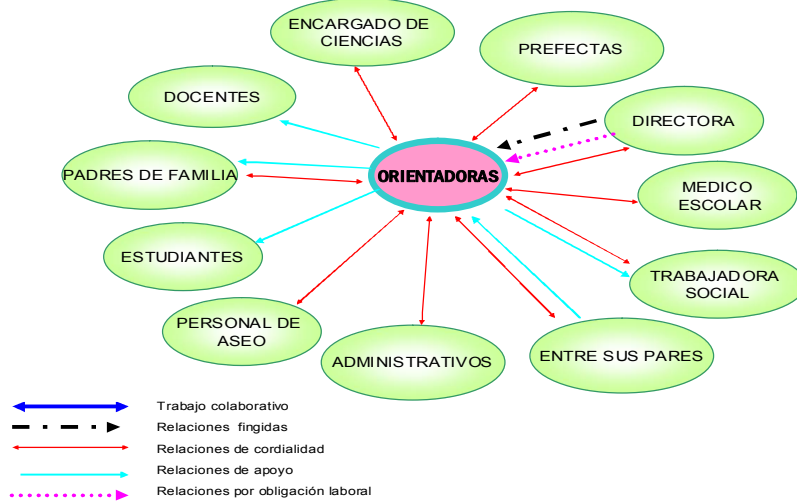 ENCARGADO DE
CIENCIAS
PREFECTAS
DOCENTES
DIRECTORA
PADRES DE FAMILIA
ORIENTADORAS
MEDICO
ESCOLAR
ESTUDIANTES
TRABAJADORA
SOCIAL
PERSONAL DE
ASEO
ADMINISTRATIVOS
ENTRE SUS PARES
Trabajo colaborativo
Relaciones fingidas
Relaciones de cordialidad
Relaciones de apoyo
Relaciones por obligación laboral